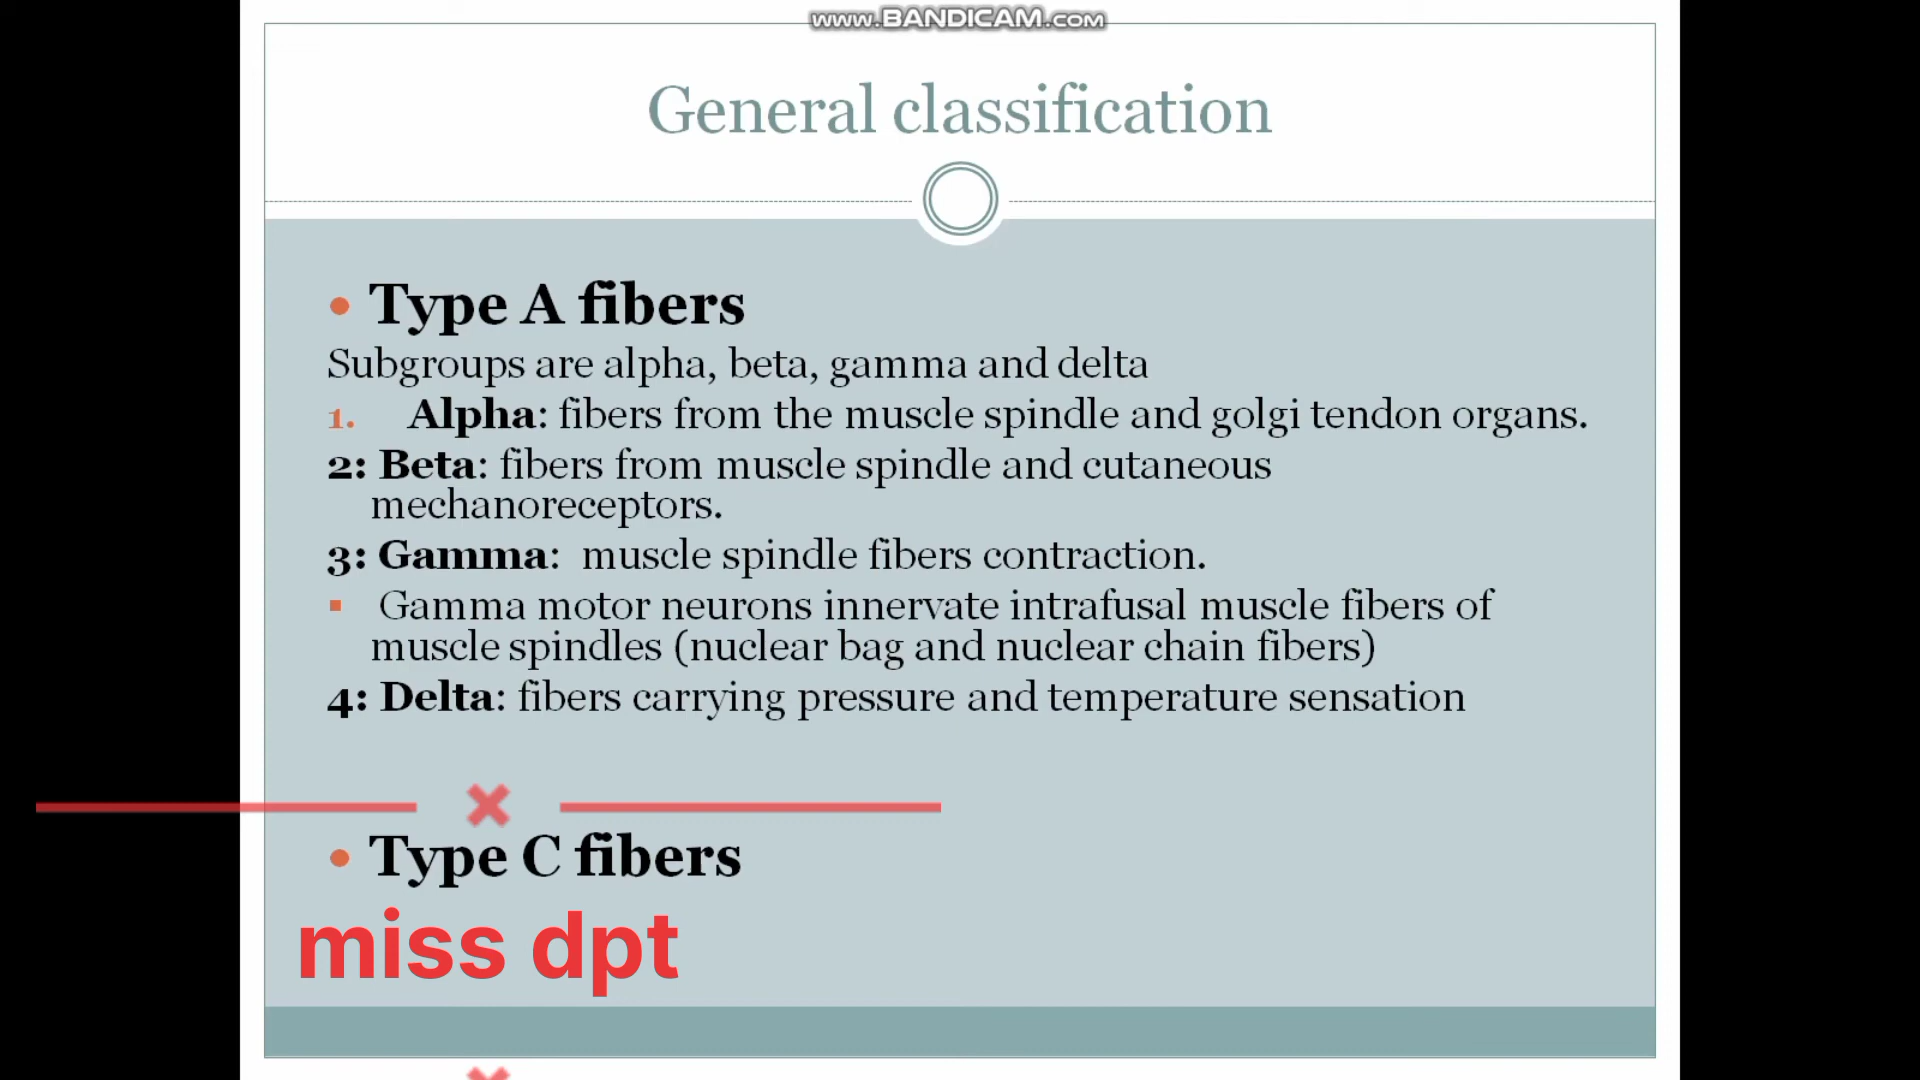 www.BANDICAM.com
General classification
• Type A fibers
Subgroups are alpha, beta, gamma and delta
1. Alpha: fibers from the muscle spindle and golgi tendon organs.
2: Beta: fibers from muscle spindle and cutaneous
mechanoreceptors.
3: Gamma: muscle spindle fibers contraction.
▪ Gamma motor neurons innervate intrafusal muscle fibers of
muscle spindles (nuclear bag and nuclear chain fibers)
4: Delta: fibers carrying pressure and temperature sensation
• Type C fibers
miss dpt